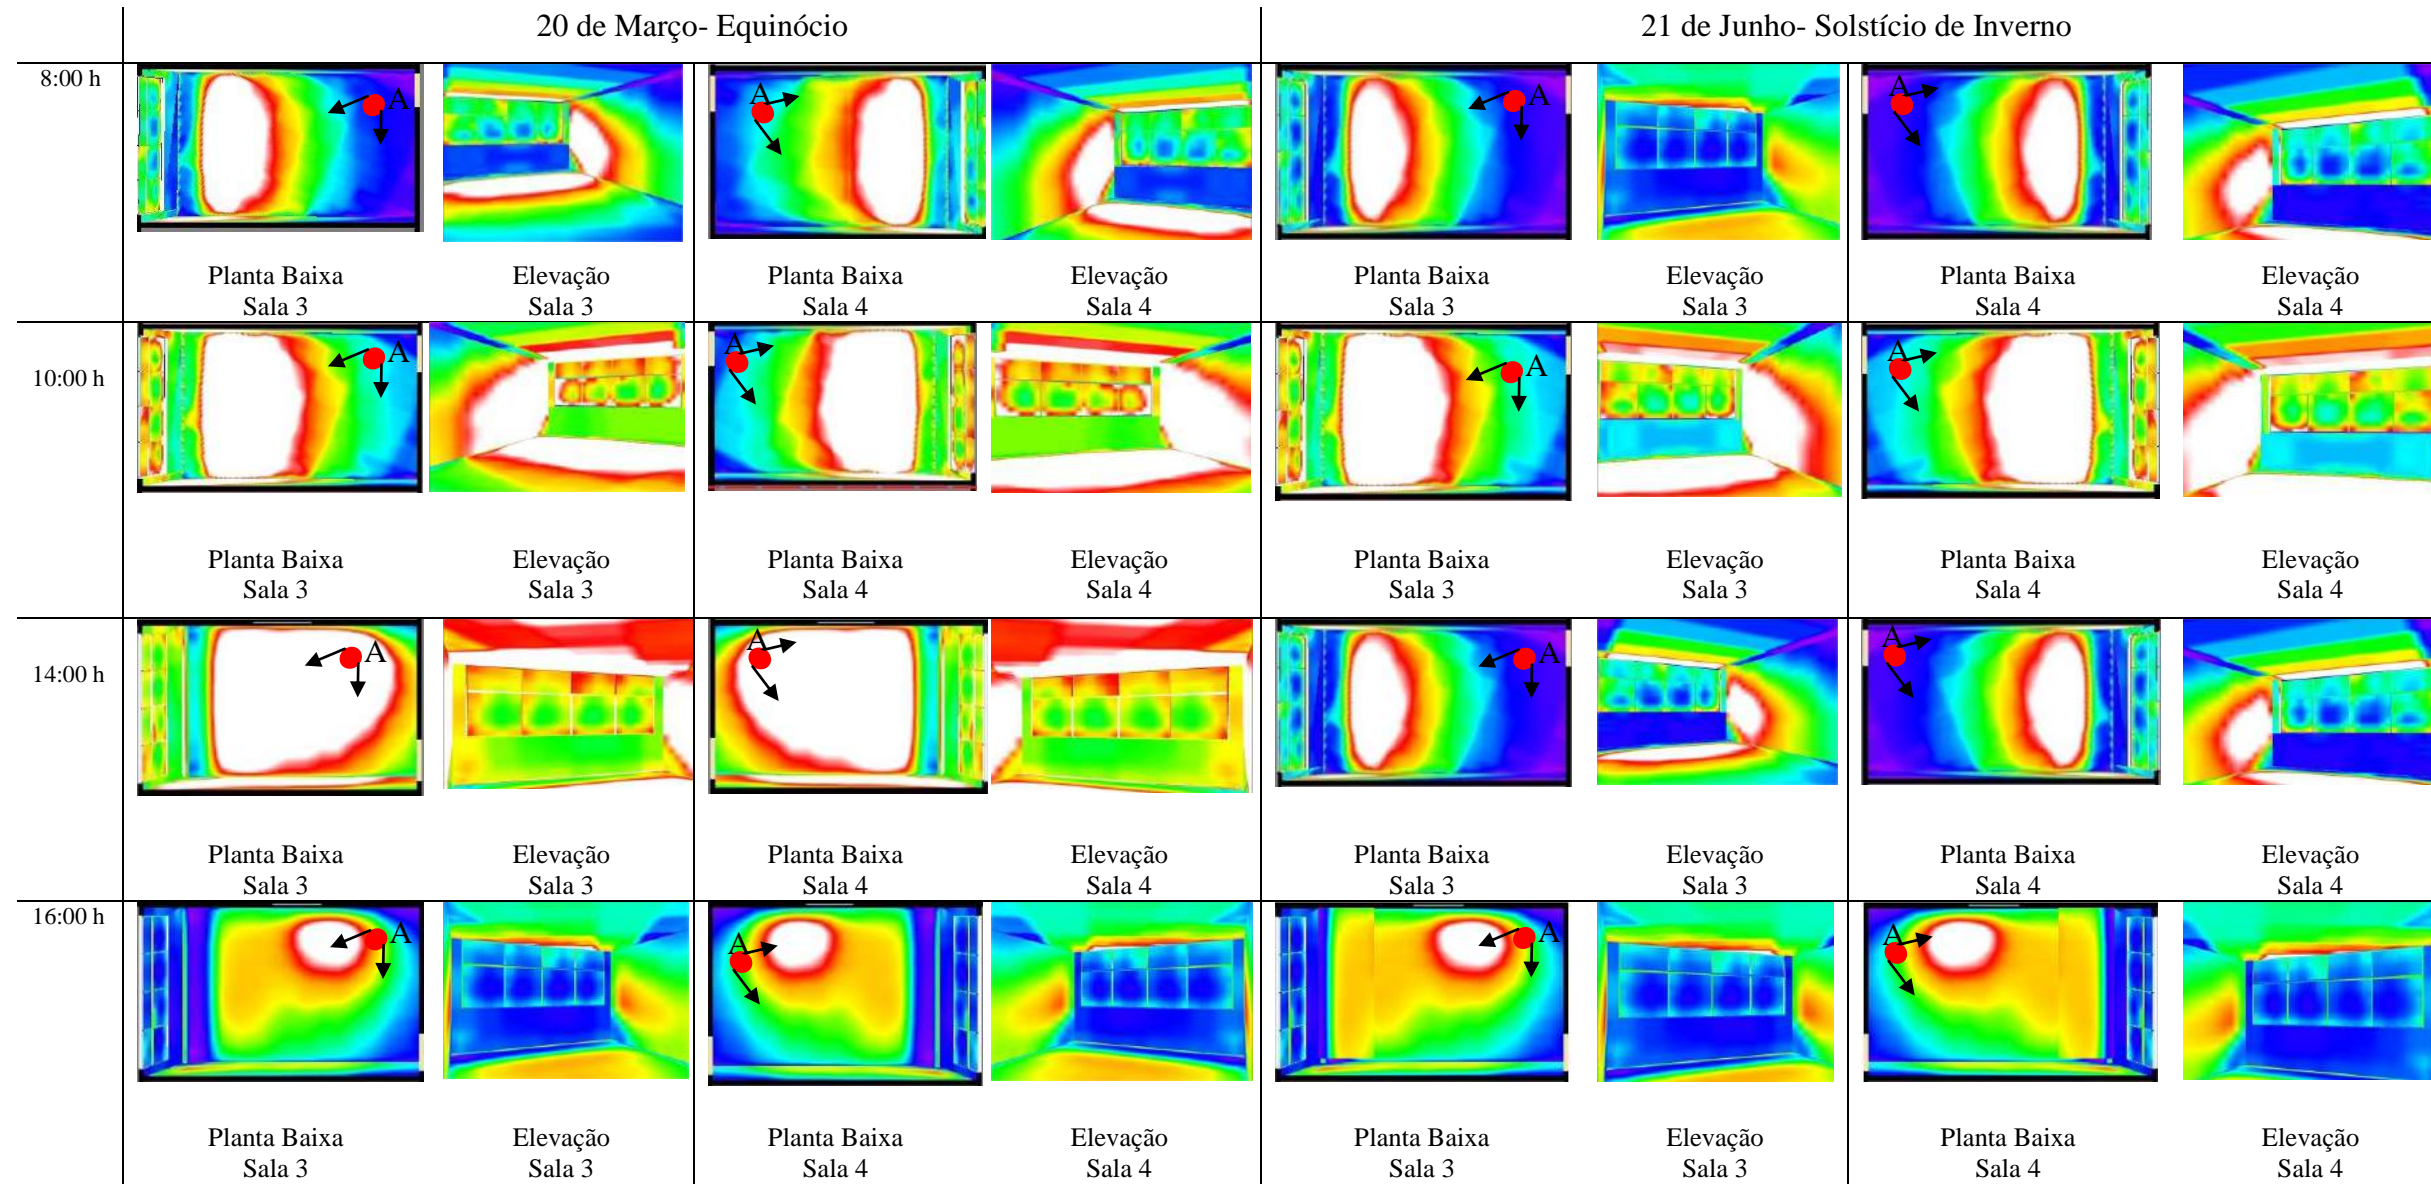 20 de Março- Equinócio
21 de Junho- Solstício de Inverno
8:00 h
A
A
A
A
Planta Baixa
Sala 3
Elevação
Sala 3
Planta Baixa
Sala 4
Elevação
Sala 4
Planta Baixa
Sala 3
Elevação
Sala 3
Planta Baixa
Sala 4
Elevação
Sala 4
10:00 h
A
A
A
A
Planta Baixa
Sala 3
Elevação
Sala 3
Planta Baixa
Sala 4
Elevação
Sala 4
Planta Baixa
Sala 3
Elevação
Sala 3
Planta Baixa
Sala 4
Elevação
Sala 4
14:00 h
A
A
A
A
Planta Baixa
Sala 3
Elevação
Sala 3
Planta Baixa
Sala 4
Elevação
Sala 4
Planta Baixa
Sala 3
Elevação
Sala 3
Planta Baixa
Sala 4
Elevação
Sala 4
16:00 h
A
A
A
A
Planta Baixa
Sala 3
Elevação
Sala 3
Planta Baixa
Sala 4
Elevação
Sala 4
Planta Baixa
Sala 3
Elevação
Sala 3
Planta Baixa
Sala 4
Elevação
Sala 4